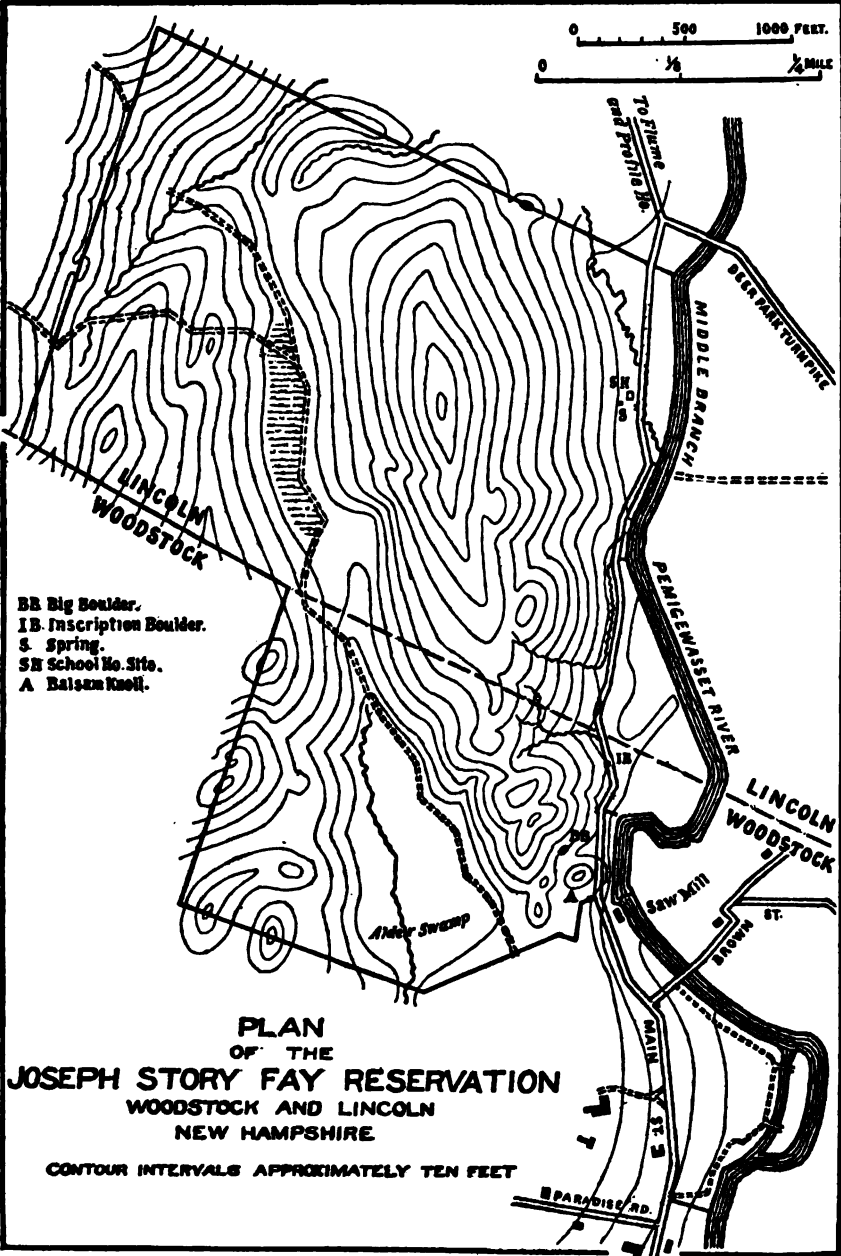 0 500 1000 FEET.
0 1/8 1/4 MILE
To Flume
and Profile Ho.
DEER PARK TURNPIKE
MIDDLE BRANCH
S H
S
LINCOLN
WOODSTOCK
BB Big Boulder.
IB. Inscription Boulder.
S. Spring.
SH School Ho. Site.
A Balsam Knoll.
PEMIGEWASSET RIVER
IB
LINCOLN
WOODSTOCK
BB
A
Saw Mill
ST.
BROWN
Alder Swamp
MAIN
ST.
PARADISE RD.
PLAN
OF THE
JOSEPH STORY FAY RESERVATION
WOODSTOCK AND LINCOLN
NEW HAMPSHIRE
CONTOUR INTERVALS APPROXIMATELY TEN FEET